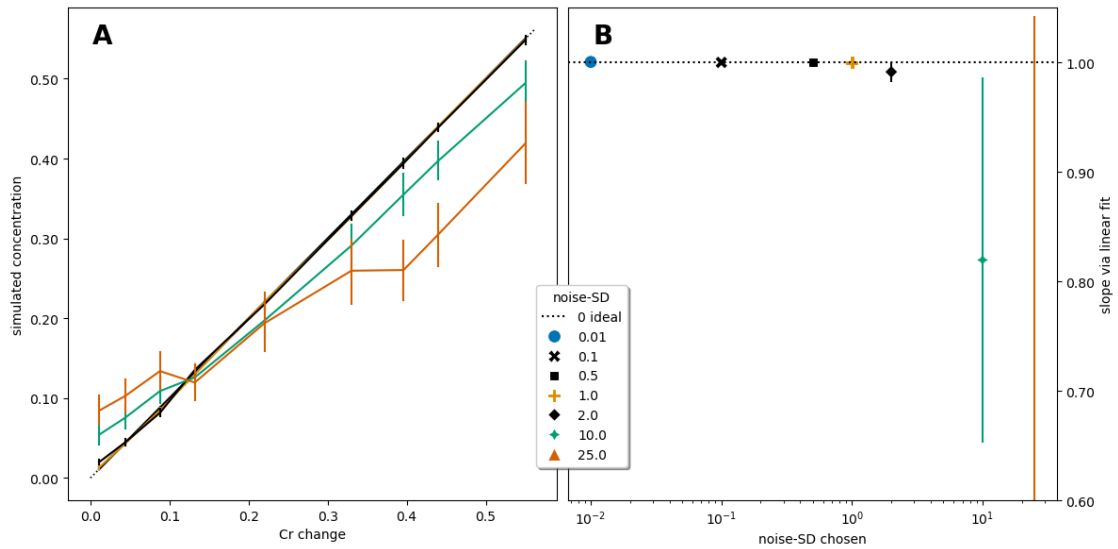 A
B
simulated concentration
0.50
0.40
0.30
0.20
0.10
0.00
0.0 0.1 0.2 0.3 0.4 0.5
Cr change
noise-SD
0 ideal
0.01
0.1
0.5
1.0
2.0
10.0
25.0
1.00
0.90
0.80
0.70
0.60
slope via linear fit
10⁻² 10⁻¹ 10⁰ 10¹
noise-SD chosen